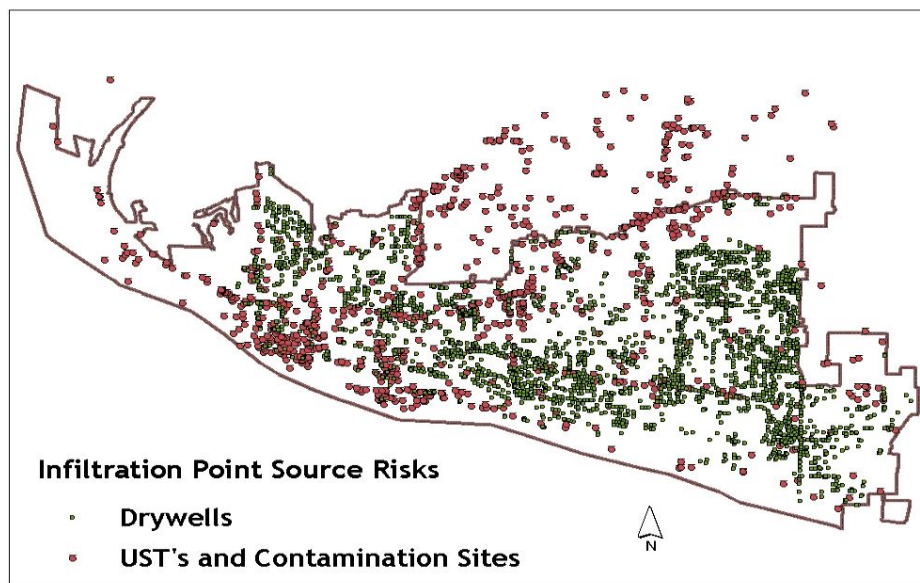 Infiltration Point Source Risks
Drywells
UST's and Contamination Sites
N